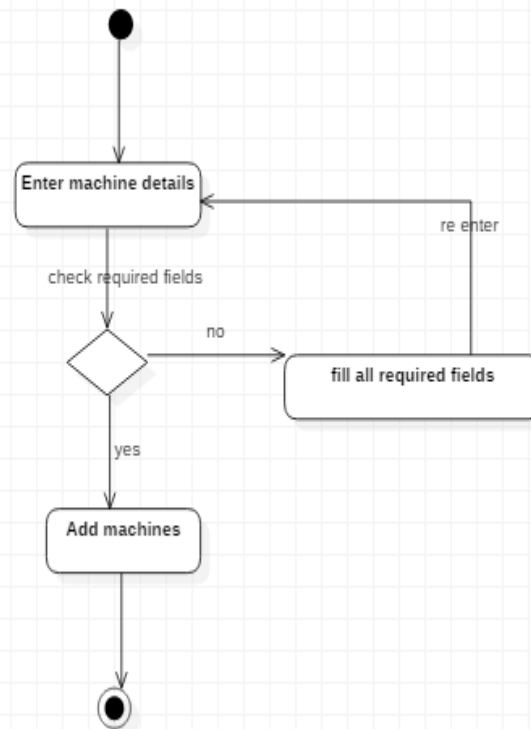 Enter machine details
re enter
check required fields
no
fill all required fields
yes
Add machines